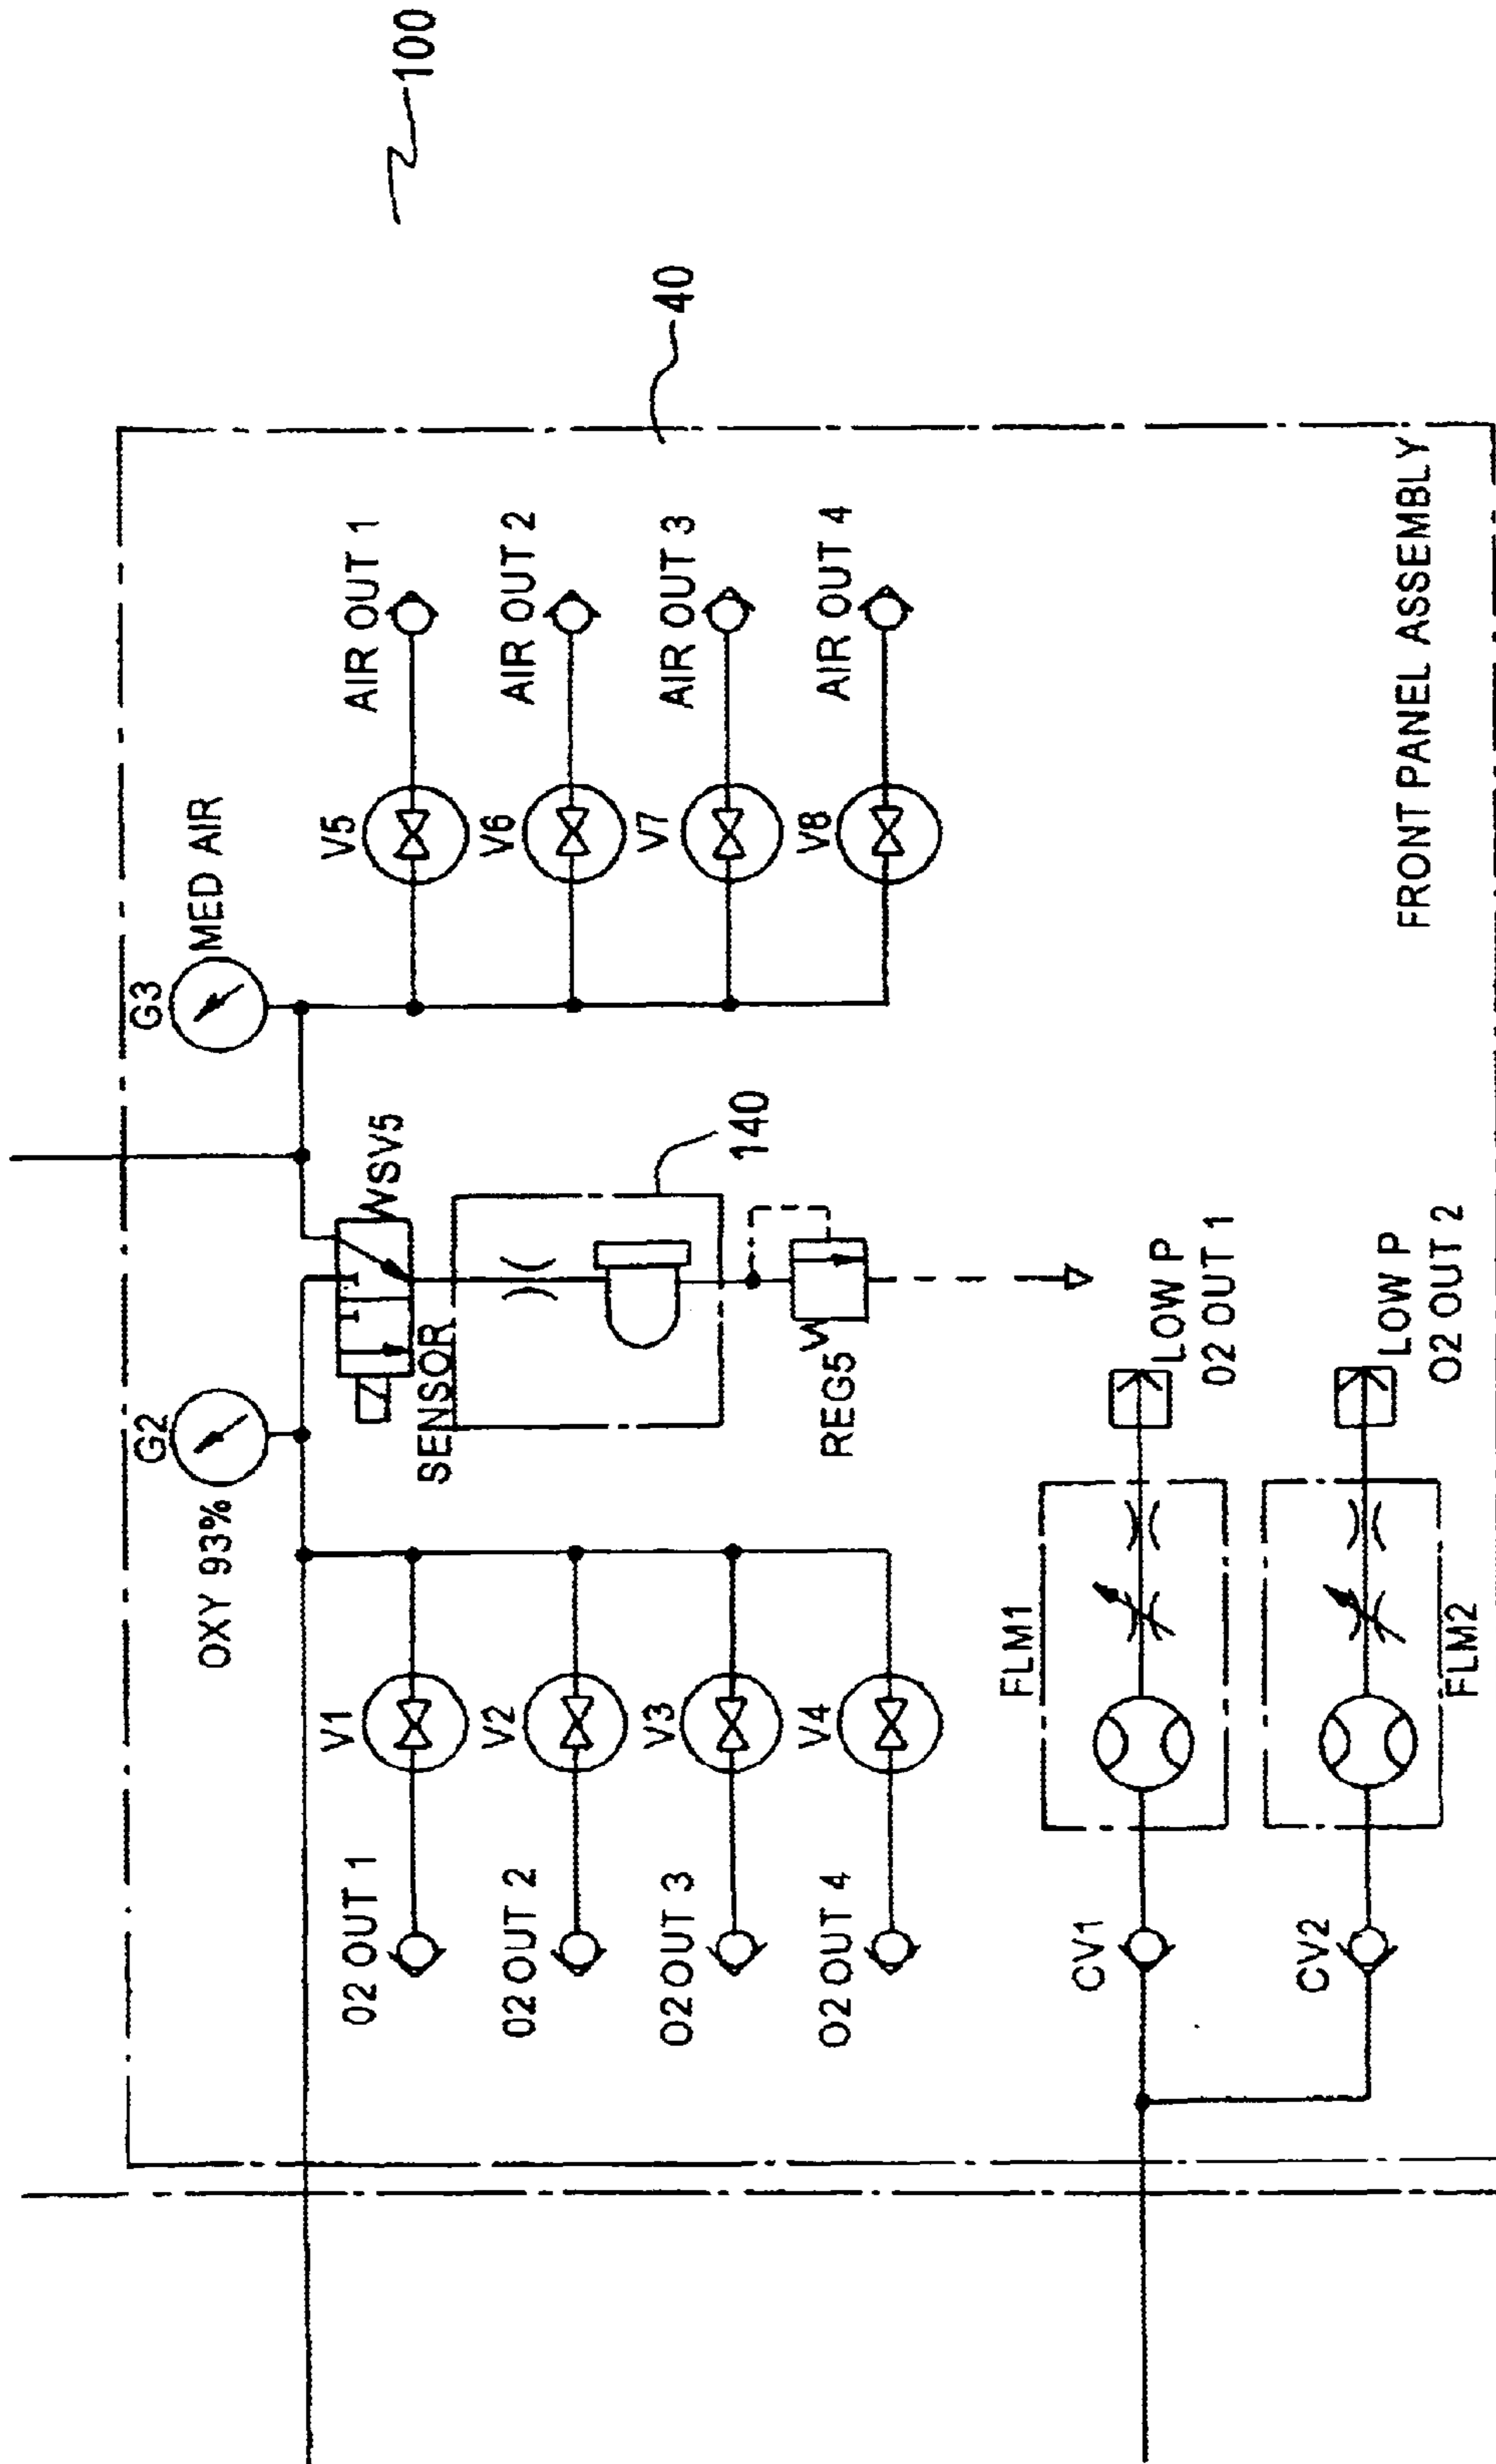 100
40
G2
OXY 93%
G3
MED AIR
SV5
SENSOR
140
REG5
V1
O2 OUT 1
V2
O2 OUT 2
V3
O2 OUT 3
V4
O2 OUT 4
V5
AIR OUT 1
V6
AIR OUT 2
V7
AIR OUT 3
V8
AIR OUT 4
CV1
FLM1
LOW P
O2 OUT 1
CV2
FLM2
LOW P
O2 OUT 2
FRONT PANEL ASSEMBLY